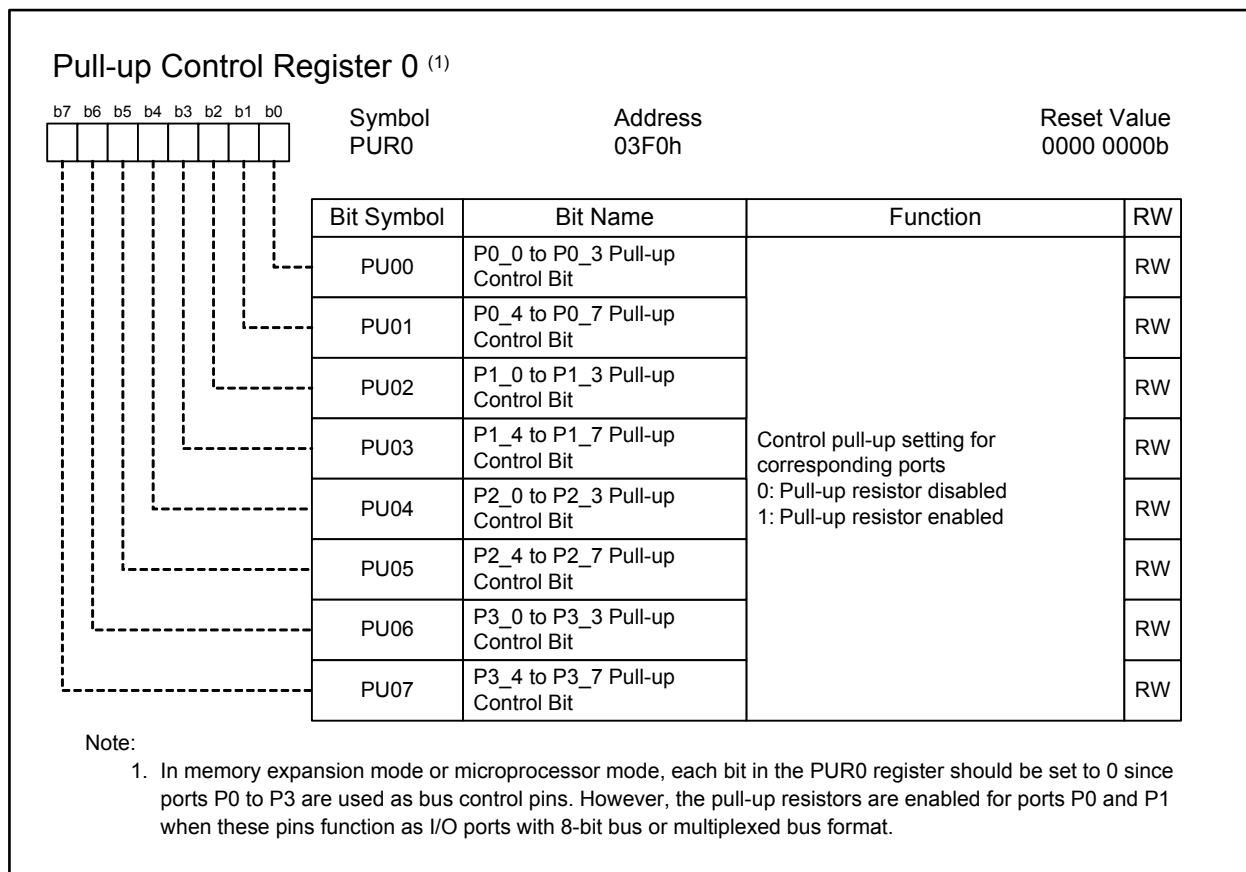 Pull-up Control Register 0 (1)
b7 b6 b5 b4 b3 b2 b1 b0
Symbol Address Reset Value
PUR0 03F0h 0000 0000b
Bit Symbol Bit Name Function RW
PU00 P0_0 to P0_3 Pull-up
Control Bit RW
PU01 P0_4 to P0_7 Pull-up
Control Bit RW
PU02 P1_0 to P1_3 Pull-up
Control Bit RW
PU03 P1_4 to P1_7 Pull-up
Control Bit RW
PU04 P2_0 to P2_3 Pull-up
Control Bit RW
PU05 P2_4 to P2_7 Pull-up
Control Bit RW
PU06 P3_0 to P3_3 Pull-up
Control Bit RW
PU07 P3_4 to P3_7 Pull-up
Control Bit RW
Control pull-up setting for
corresponding ports
0: Pull-up resistor disabled
1: Pull-up resistor enabled
Note:
1. In memory expansion mode or microprocessor mode, each bit in the PUR0 register should be set to 0 since
ports P0 to P3 are used as bus control pins. However, the pull-up resistors are enabled for ports P0 and P1
when these pins function as I/O ports with 8-bit bus or multiplexed bus format.